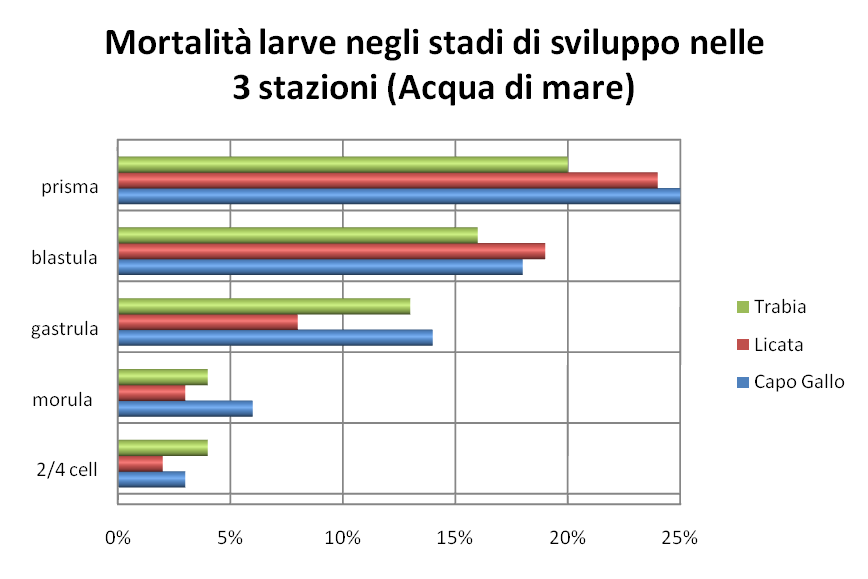 Mortalità larve negli stadi di sviluppo nelle
3 stazioni (Acqua di mare)
prisma
blastula
gastrula
morula
2/4 cell
0%
5%
10%
15%
20%
25%
Trabia
Licata
Capo Gallo